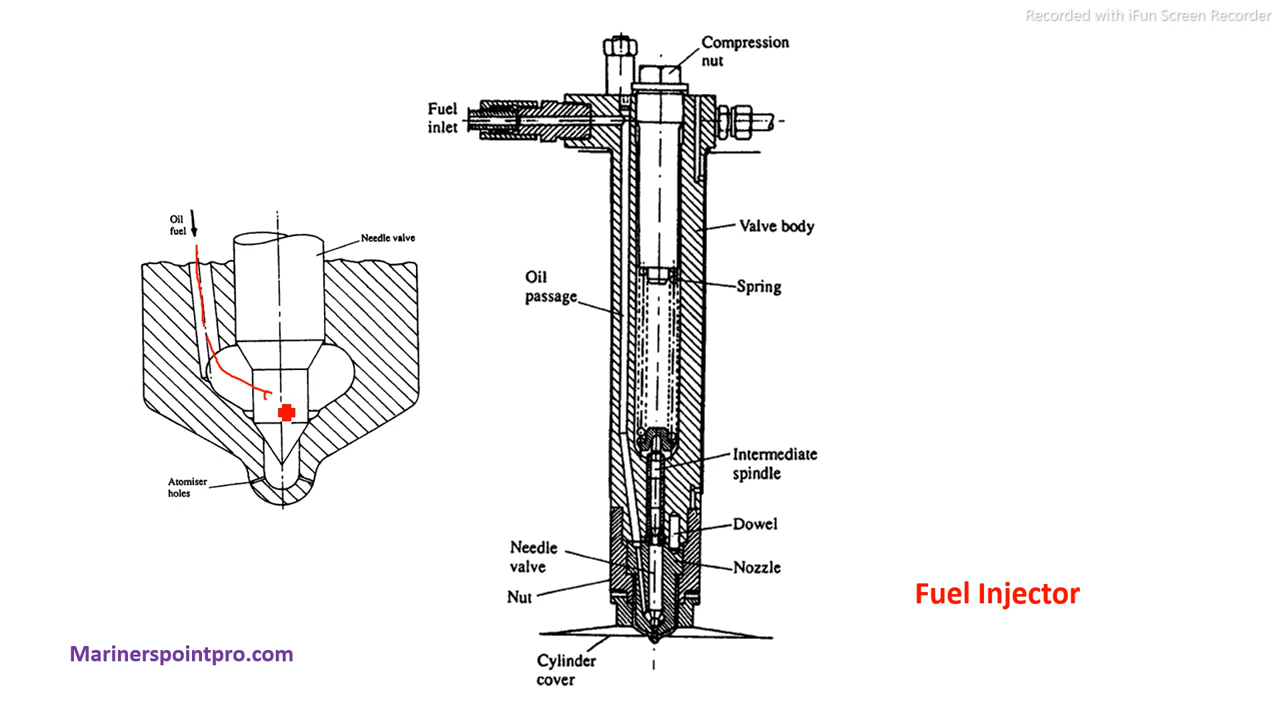 Recorded with iFun Screen Recorder
Compression
nut
Fuel
inlet
Oil
fuel
Needle valve
Valve body
Oil
passage
Spring
Atomiser
holes
Intermediate
spindle
Dowel
Needle
valve
Nozzle
Nut
Fuel Injector
Marinerspointpro.com
Cylinder
cover